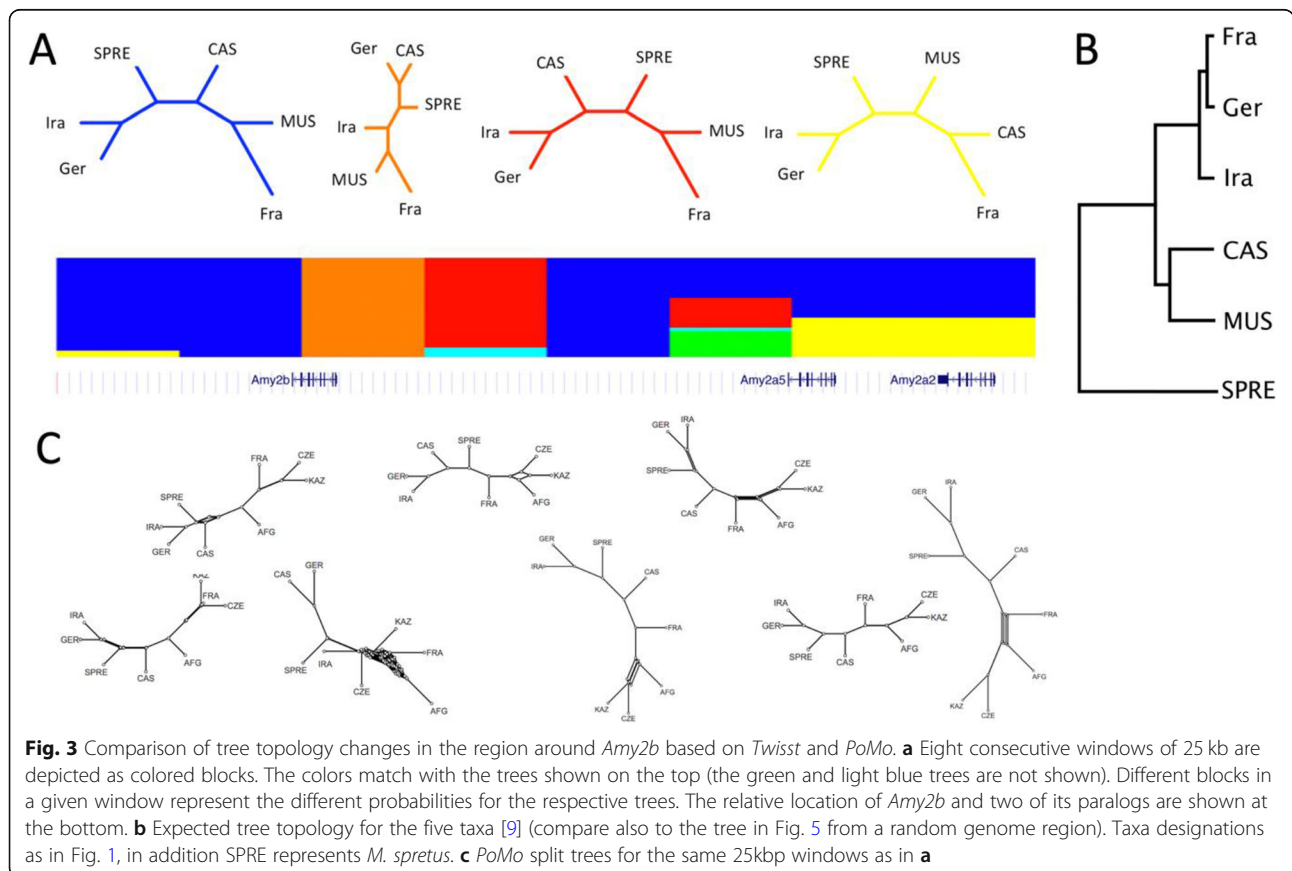 A
SPRE
CAS
Ira
MUS
Ger
Fra
Ger
CAS
SPRE
Ira
MUS
Fra
CAS
SPRE
Ira
MUS
Ger
Fra
SPRE
MUS
Ira
CAS
Ger
Fra
B
Fra
Ger
Ira
CAS
MUS
SPRE
Amy2b
Amy2a5
Amy2a2
C
FRA
CZE
KAZ
SPRE
IRA
GER
CAS
AFG
CAS
SPRE
CZE
GER
KAZ
IRA
FRA
AFG
GER
IRA
SPRE
CZE
KAZ
CAS
FRA
AFG
IRA
GER
SPRE
CAS
FRA
AFG
KAZ
CZE
KAZ
IRA
FRA
CZE
GER
SPRE
CAS
AFG
CAS
GER
KAZ
SPRE
IRA
FRA
CZE
AFG
GER
SPRE
IRA
CAS
FRA
KAZ
AFG
CZE
IRA
FRA
CZE
GER
KAZ
SPRE
CAS
AFG
Fig. 3 Comparison of tree topology changes in the region around Amy2b based on Twisst and PoMo. a Eight consecutive windows of 25 kb are
depicted as colored blocks. The colors match with the trees shown on the top (the green and light blue trees are not shown). Different blocks in
a given window represent the different probabilities for the respective trees. The relative location of Amy2b and two of its paralogs are shown at
the bottom. b Expected tree topology for the five taxa [9] (compare also to the tree in Fig. 5 from a random genome region). Taxa designations
as in Fig. 1, in addition SPRE represents M. spretus. c PoMo split trees for the same 25kbp windows as in a